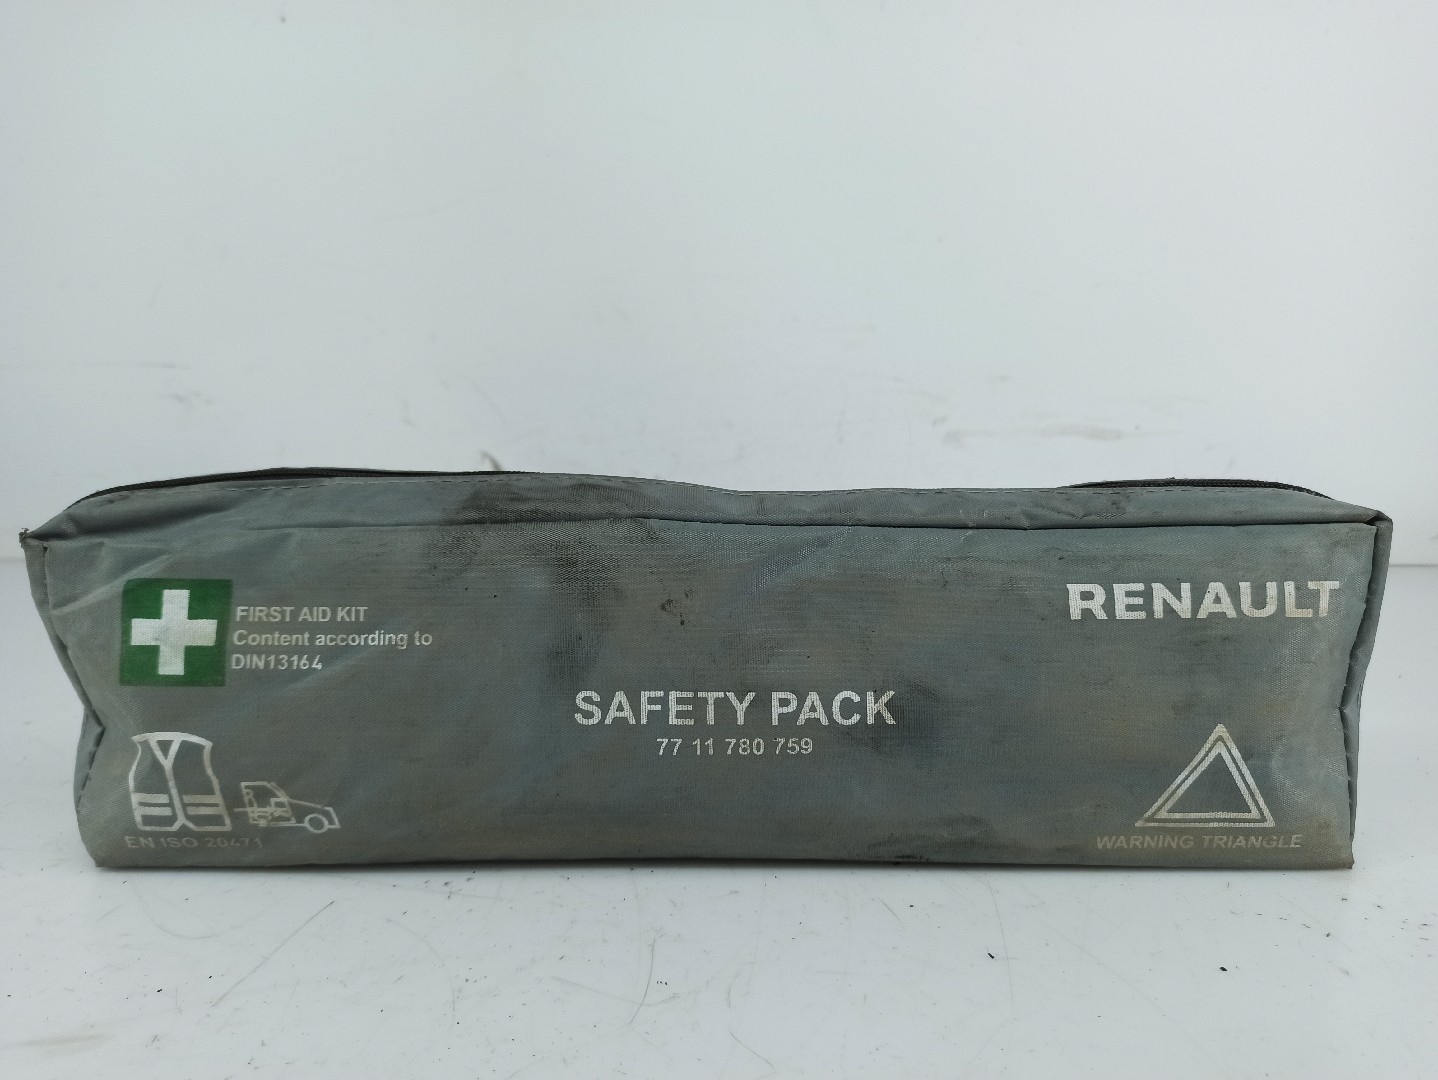 FIRST AID KIT
Content according to
DIN13164
RENAULT
SAFETY PACK
77 11 780 759
EN ISO 20471
WARNING TRIANGLE